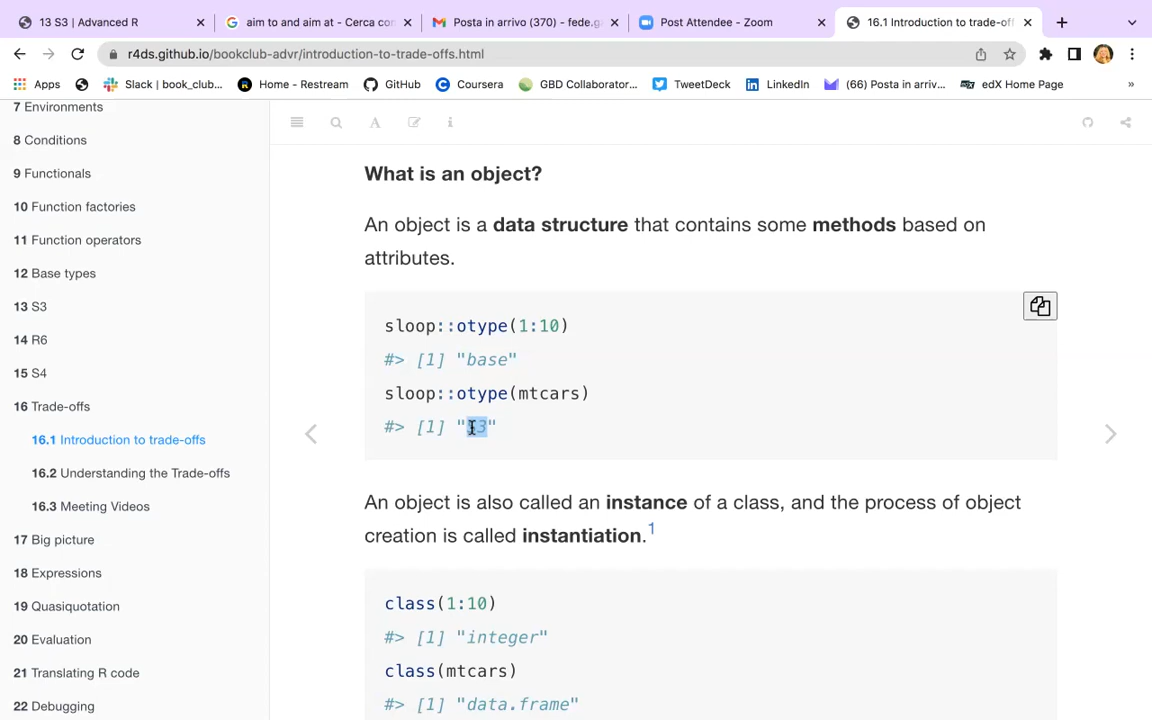 13 S3 | Advanced R
aim to and aim at - Cerca con
Posta in arrivo (370) - fede.ga
Post Attendee - Zoom
16.1 Introduction to trade-off
r4ds.github.io/bookclub-advr/introduction-to-trade-offs.html
Apps
Slack | book_club...
Home - Restream
GitHub
Coursera
GBD Collaborator...
TweetDeck
LinkedIn
(66) Posta in arriv...
edX Home Page
»
7 Environments
8 Conditions
9 Functionals
10 Function factories
11 Function operators
12 Base types
13 S3
14 R6
15 S4
16 Trade-offs
16.1 Introduction to trade-offs
16.2 Understanding the Trade-offs
16.3 Meeting Videos
17 Big picture
18 Expressions
19 Quasiquotation
20 Evaluation
21 Translating R code
22 Debugging
What is an object?
An object is a data structure that contains some methods based on
attributes.
sloop::otype(1:10)
#> [1] "base"
sloop::otype(mtcars)
#> [1] "S3"
An object is also called an instance of a class, and the process of object
creation is called instantiation.1
class(1:10)
#> [1] "integer"
class(mtcars)
#> [1] "data.frame"